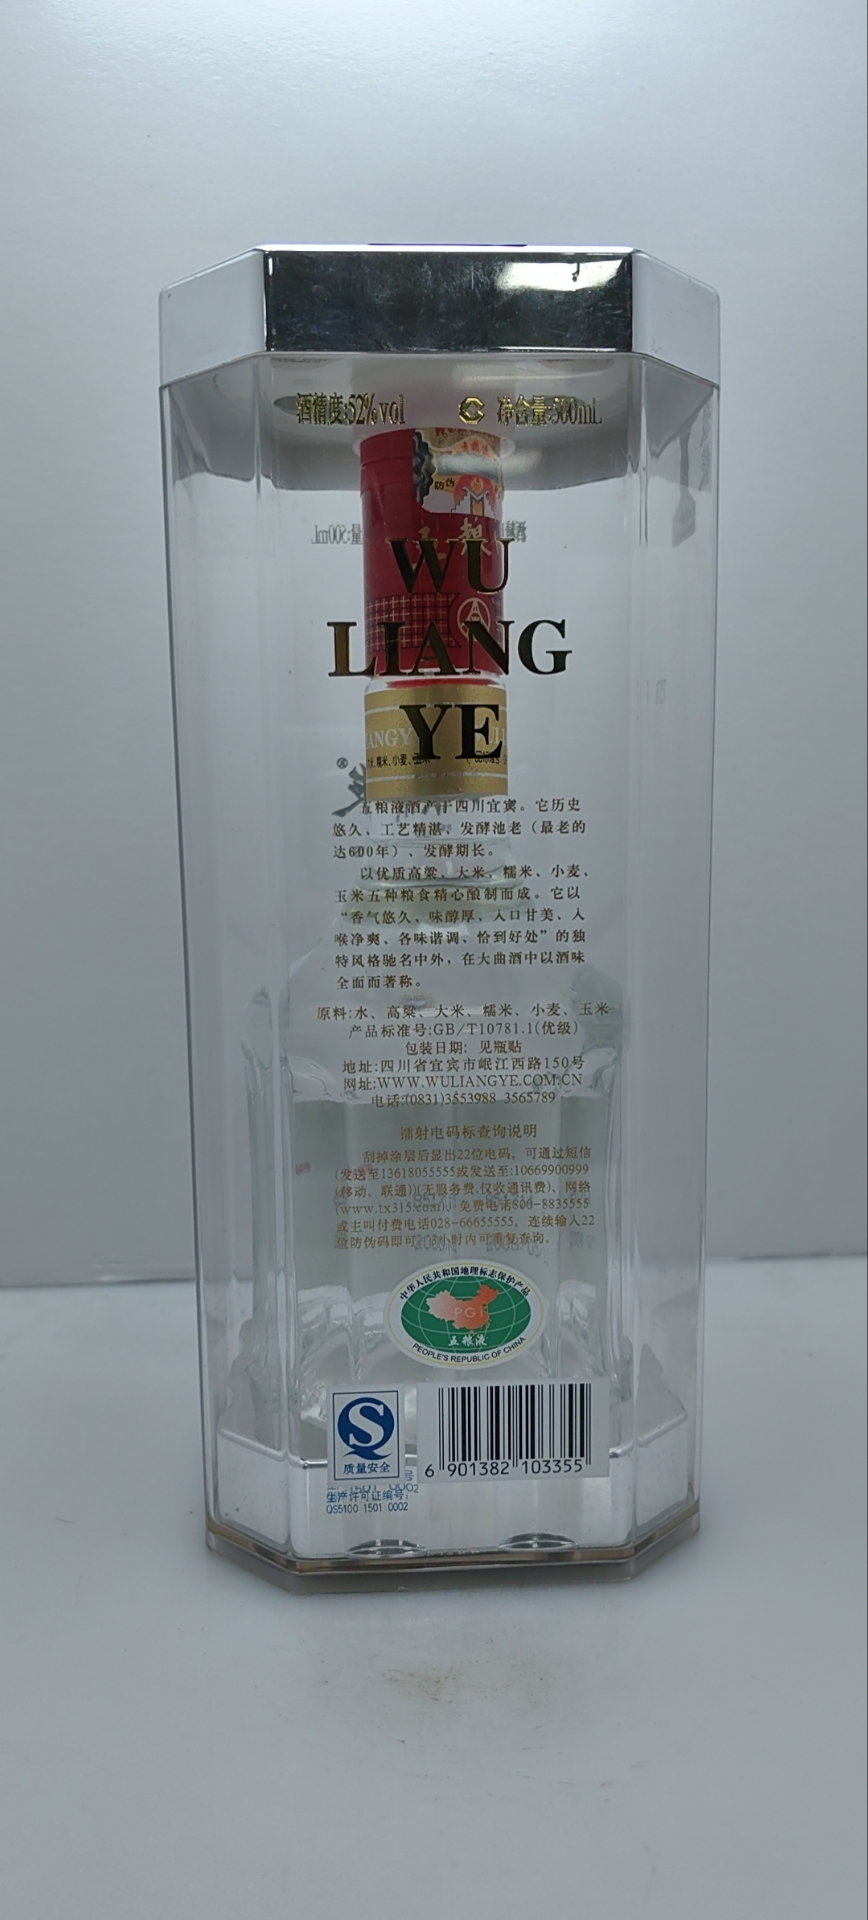 酒精度:52%vol
净含量:500mL
防伪
WU
LIANG
YE
五粮液酒产于四川宜宾。它历史
悠久、工艺精湛、发酵池老（最老的
达600年）、发酵期长。
以优质高粱、大米、糯米、小麦、
玉米五种粮食精心酿制而成。它以
“香气悠久、味醇厚、入口甘美、入
喉净爽、各味谐调、恰到好处”的独
特风格驰名中外，在大曲酒中以酒味
全面而著称。
原料:水、高粱、大米、糯米、小麦、玉米
产品标准号:GB/T10781.1(优级)
包装日期: 见瓶贴
地址:四川省宜宾市岷江西路150号
网址:WWW.WULIANGYE.COM.CN
电话:(0831)3553988 3565789
镭射电码标查询说明
刮掉涂层后显出22位电码，可通过短信
(发送至13618055555或发送至:10669900999
(移动、联通))(无服务费,仅收通讯费)、网络
(www.tx315.com)、免费电话800-8835555
或主叫付费电话028-66655555，连续输入22
位防伪码即可。小时内可重复查询。
中华人民共和国地理标志保护产品
PGI
五粮液
PEOPLE'S REPUBLIC OF CHINA
质量安全
6 901382 103355
生产许可证编号:
QS5100 1501 0002